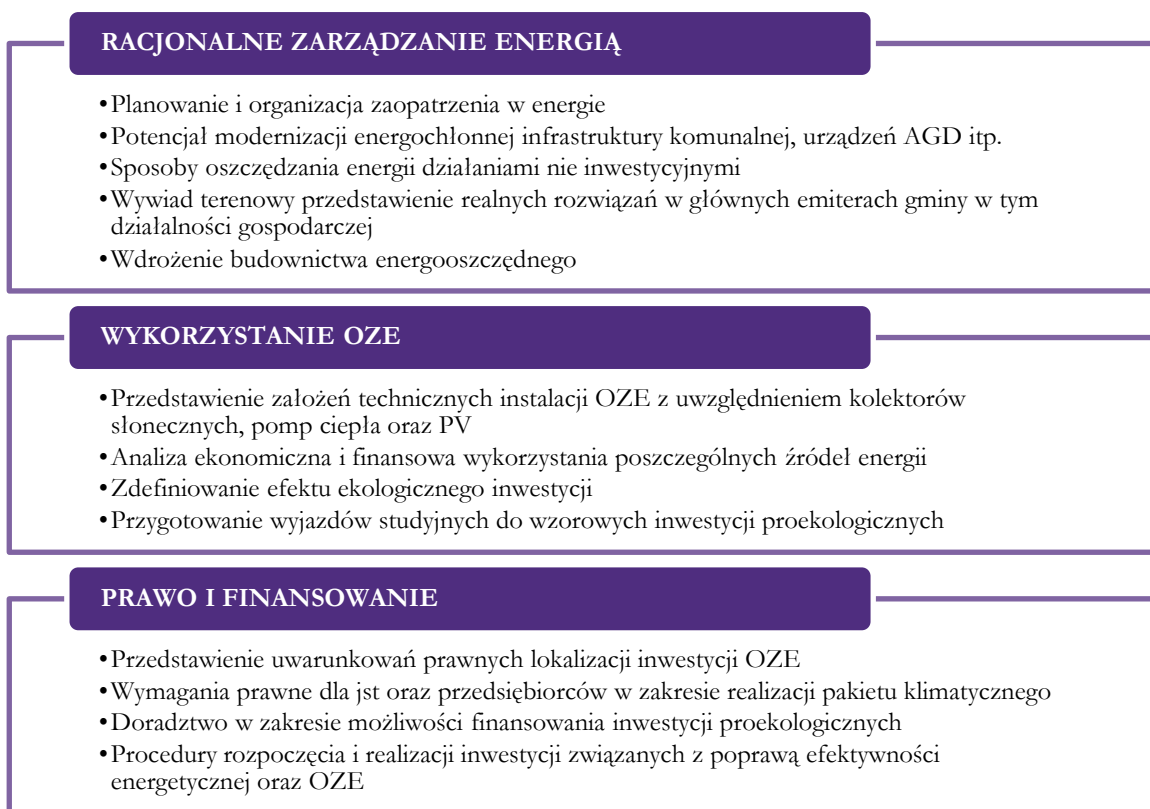 RACJONALNE ZARZĄDZANIE ENERGIĄ
•Planowanie i organizacja zaopatrzenia w energie
•Potencjał modernizacji energochłonnej infrastruktury komunalnej, urządzeń AGD itp.
•Sposoby oszczędzania energii działaniami nie inwestycyjnymi
•Wywiad terenowy przedstawienie realnych rozwiązań w głównych emiterach gminy w tym
działalności gospodarczej
•Wdrożenie budownictwa energooszczędnego
WYKORZYSTANIE OZE
•Przedstawienie założeń technicznych instalacji OZE z uwzględnieniem kolektorów
słonecznych, pomp ciepła oraz PV
•Analiza ekonomiczna i finansowa wykorzystania poszczególnych źródeł energii
•Zdefiniowanie efektu ekologicznego inwestycji
•Przygotowanie wyjazdów studyjnych do wzorowych inwestycji proekologicznych
PRAWO I FINANSOWANIE
•Przedstawienie uwarunkowań prawnych lokalizacji inwestycji OZE
•Wymagania prawne dla jst oraz przedsiębiorców w zakresie realizacji pakietu klimatycznego
•Doradztwo w zakresie możliwości finansowania inwestycji proekologicznych
•Procedury rozpoczęcia i realizacji inwestycji związanych z poprawą efektywności
energetycznej oraz OZE